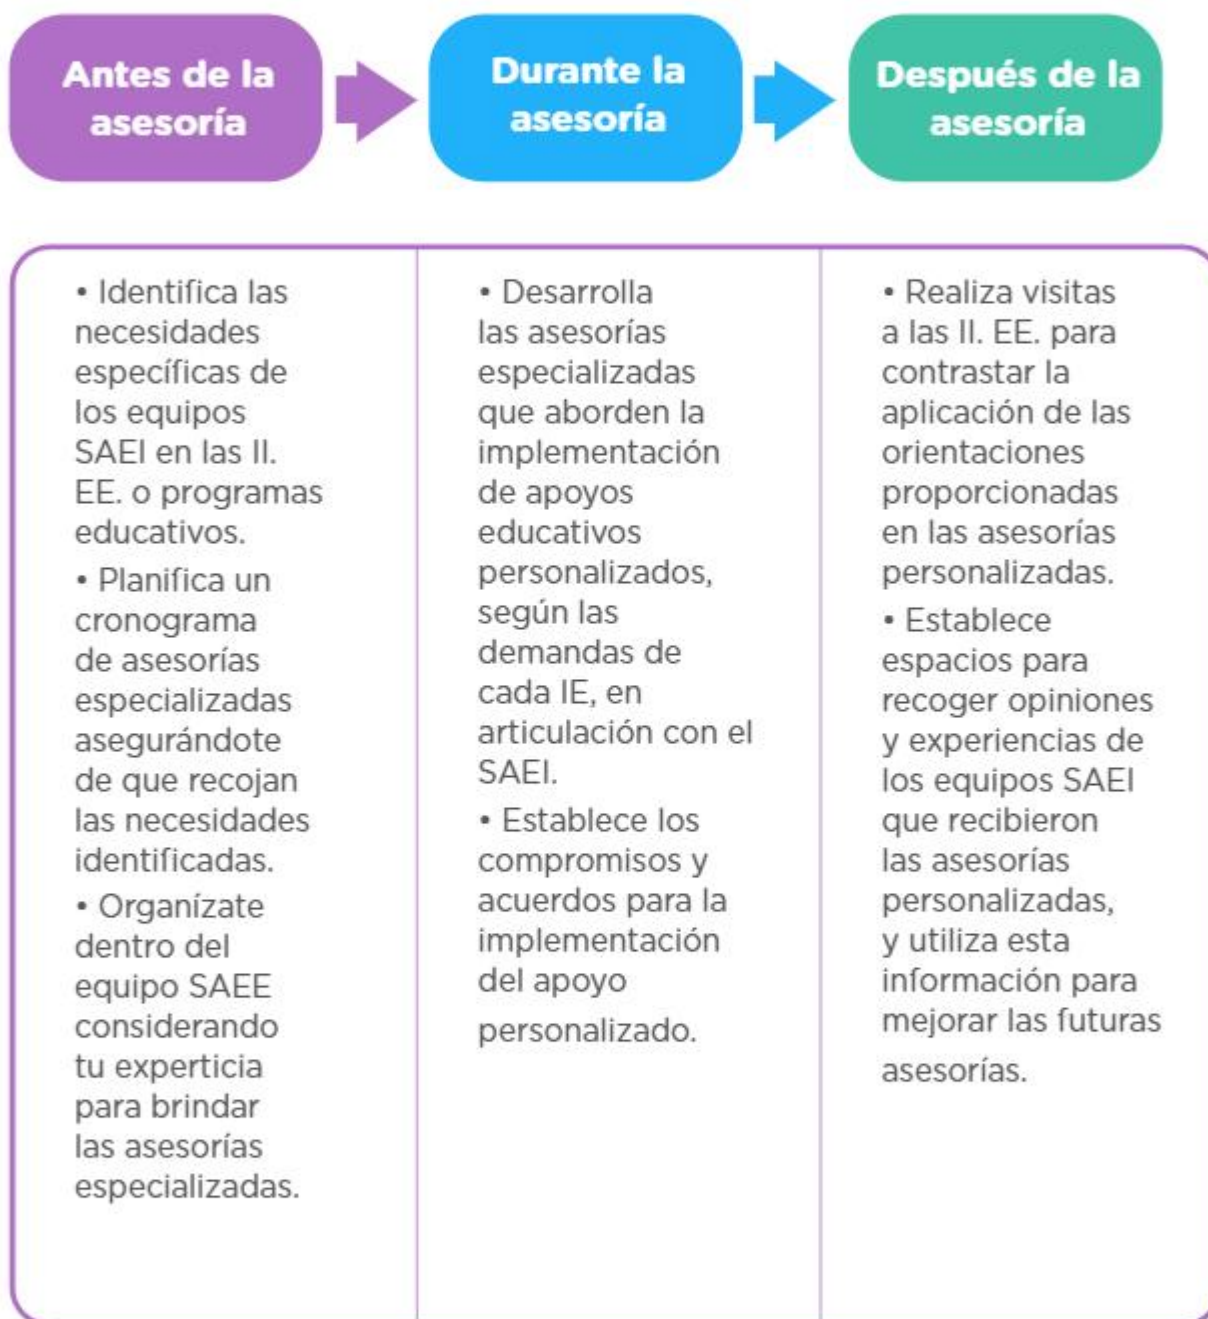 Antes de la
asesoría
Durante la
asesoría
Después de la
asesoría
• Identifica las
necesidades
específicas de
los equipos
SAEI en las II.
EE. o programas
educativos.
• Planifica un
cronograma
de asesorías
especializadas
asegurándote
de que recojan
las necesidades
identificadas.
• Organízate
dentro del
equipo SAEE
considerando
tu experticia
para brindar
las asesorías
especializadas.
• Desarrolla
las asesorías
especializadas
que aborden la
implementación
de apoyos
educativos
personalizados,
según las
demandas de
cada IE, en
articulación con el
SAEI.
• Establece los
compromisos y
acuerdos para la
implementación
del apoyo
personalizado.
• Realiza visitas
a las II. EE. para
contrastar la
aplicación de las
orientaciones
proporcionadas
en las asesorías
personalizadas.
• Establece
espacios para
recoger opiniones
y experiencias de
los equipos SAEI
que recibieron
las asesorías
personalizadas,
y utiliza esta
información para
mejorar las futuras
asesorías.